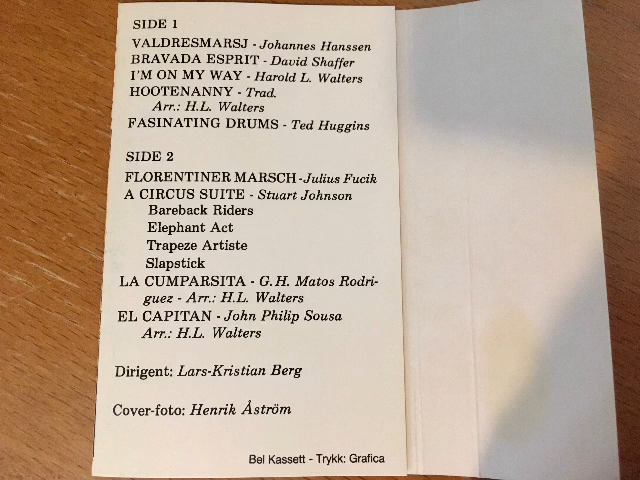 SIDE 1
VALDRESMARSJ - Johannes Hanssen
BRAVADA ESPRIT - David Shaffer
I'M ON MY WAY - Harold L. Walters
HOOTENANNY - Trad.
Arr.: H.L. Walters
FASINATING DRUMS - Ted Huggins
SIDE 2
FLORENTINER MARSCH - Julius Fucik
A CIRCUS SUITE - Stuart Johnson
Bareback Riders
Elephant Act
Trapeze Artiste
Slapstick
LA CUMPARSITA - G.H. Matos Rodri-
guez - Arr.: H.L. Walters
EL CAPITAN - John Philip Sousa
Arr.: H.L. Walters
Dirigent: Lars-Kristian Berg
Cover-foto: Henrik Åström
Bel Kassett - Trykk: Grafica